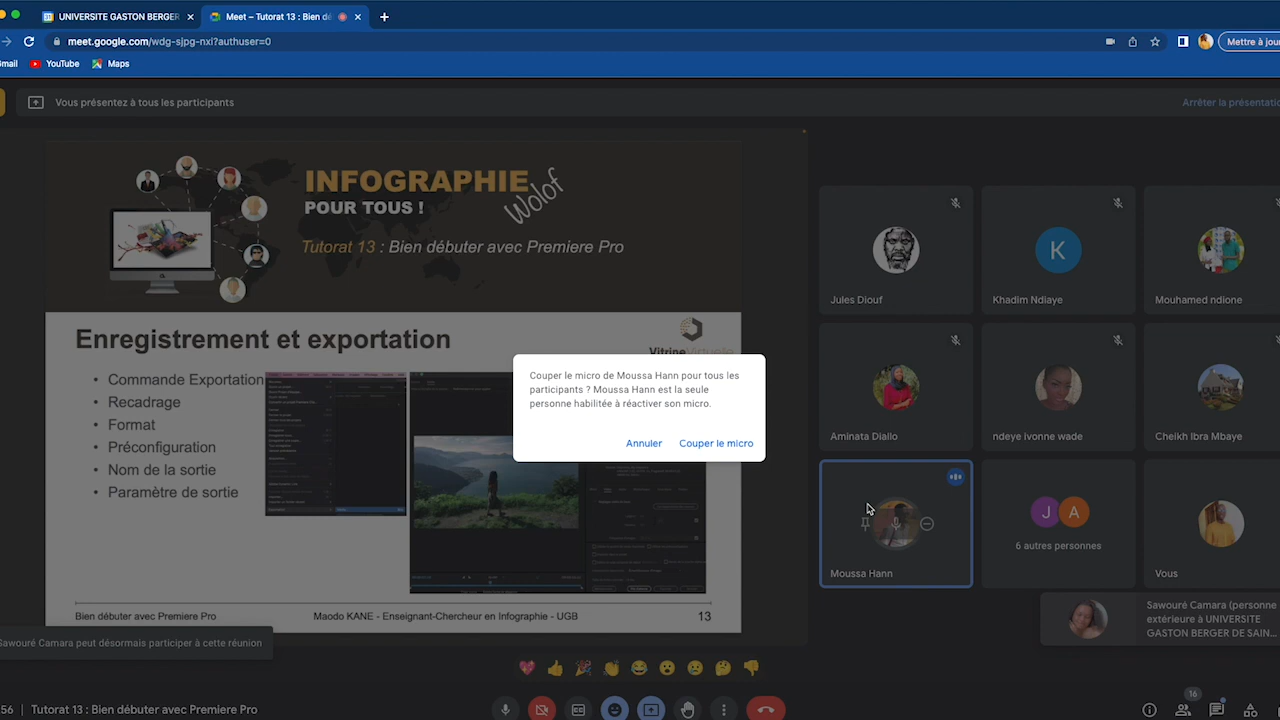 UNIVERSITE GASTON BERGER
Meet – Tutorat 13 : Bien dé
meet.google.com/wdg-sjpg-nxi?authuser=0
Mettre à jour
Gmail
YouTube
Maps
Vous présentez à tous les participants
Arrêter la présentation
INFOGRAPHIE
Wolof
POUR TOUS !
Tutorat 13 : Bien débuter avec Premiere Pro
Enregistrement et exportation
VitrineVirtuelle
• Commande Exportation
• Recadrage
• Format
• Préconfiguration
• Nom de la sortie
• Paramètre de sortie
Bien débuter avec Premiere Pro
Maodo KANE - Enseignant-Chercheur en Infographie - UGB
13
Couper le micro de Moussa Hann pour tous les
participants ? Moussa Hann est la seule
personne habilitée à réactiver son micro.
Annuler
Couper le micro
Jules Diouf
K
Khadim Ndiaye
Mouhamed ndione
Aminata Diallo
ndeye ivonne wade
Cheikh Ibra Mbaye
Moussa Hann
J
A
6 autres personnes
Vous
Sawouré Camara (personne
extérieure à UNIVERSITE
GASTON BERGER DE SAIN...
Sawouré Camara peut désormais participer à cette réunion
56 | Tutorat 13 : Bien débuter avec Premiere Pro
CC
16